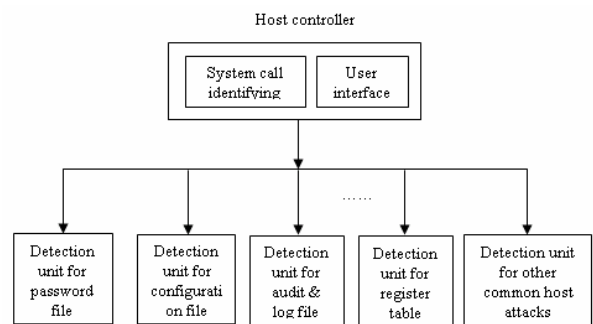 Host controller
System call
identifying
User
interface
......
Detection
unit for
password
file
Detection
unit for
configurati
on file
Detection
unit for
audit &
log file
Detection
unit for
register
table
Detection unit
for other
common host
attacks